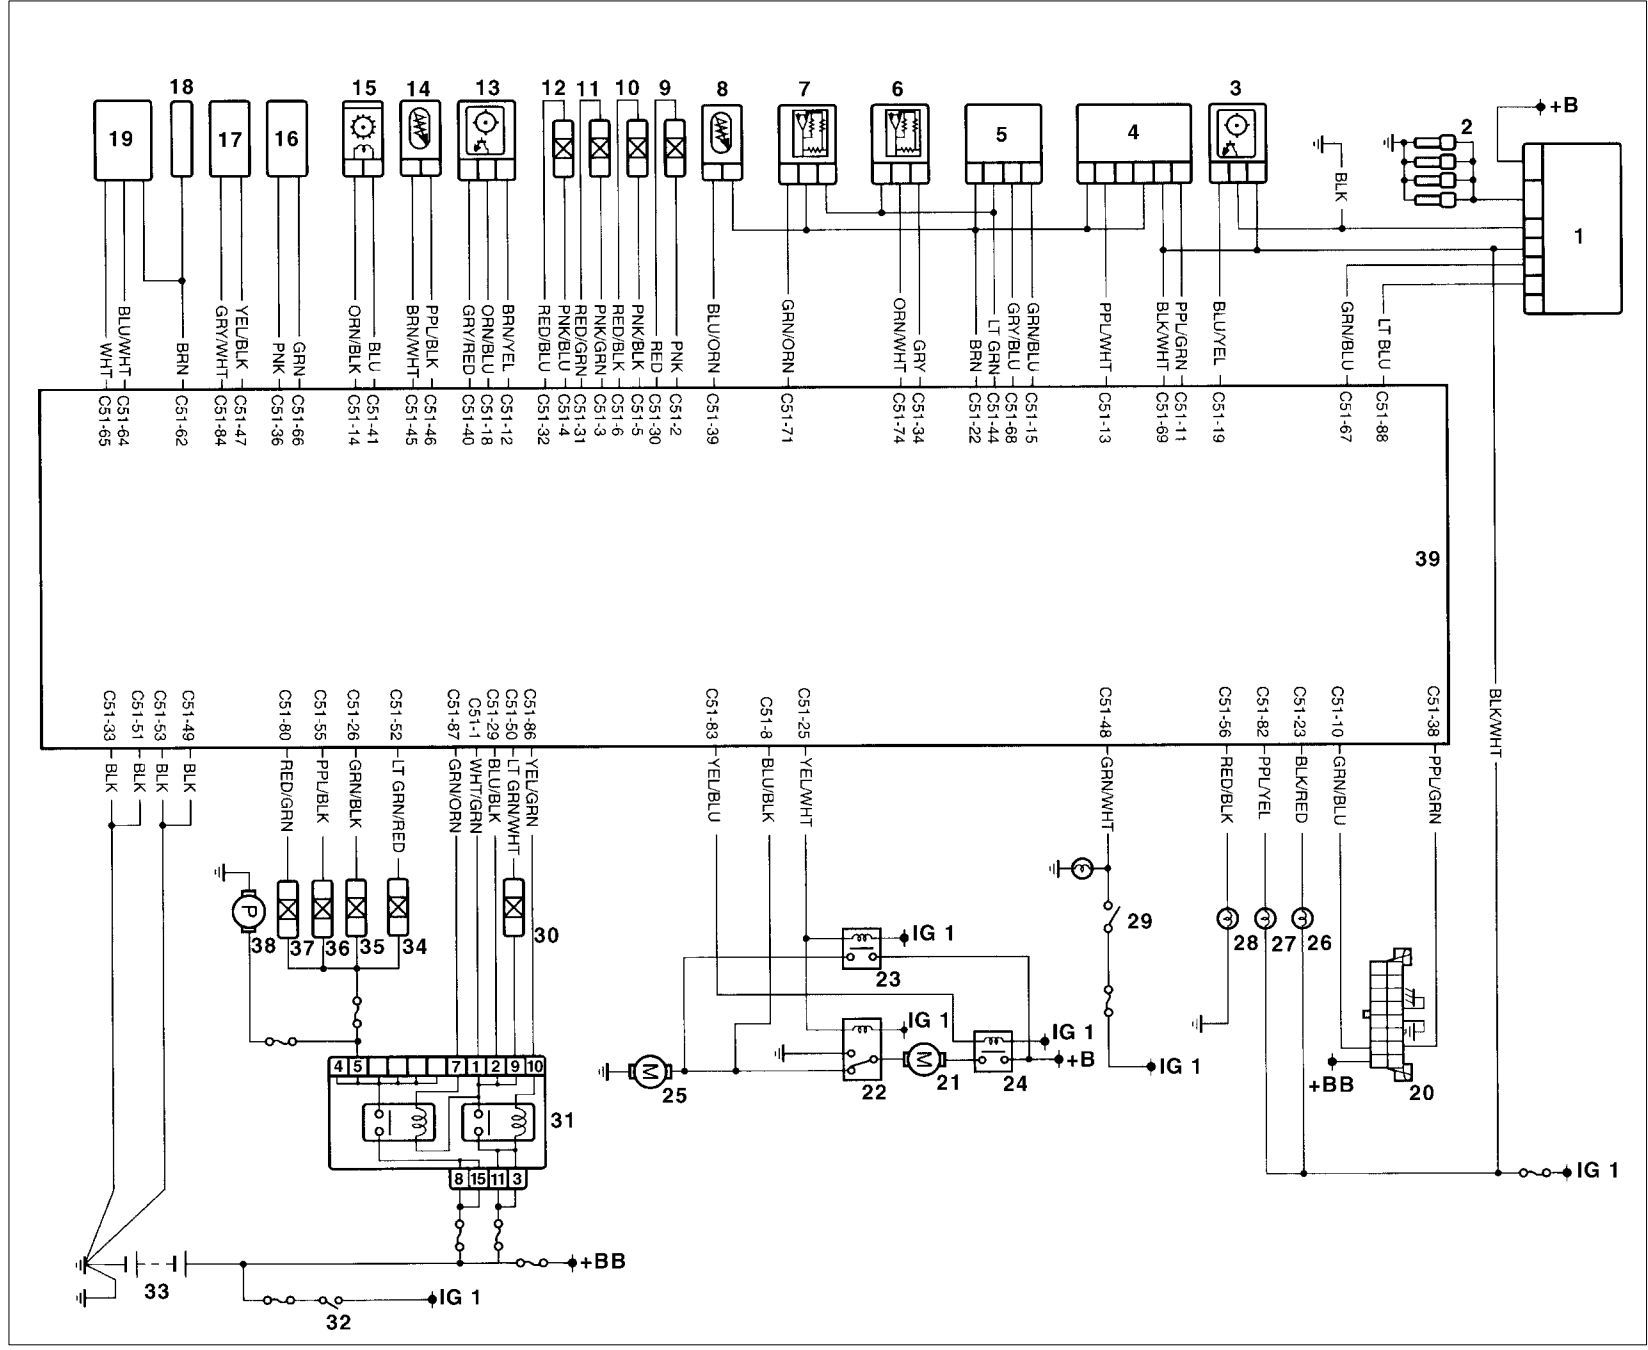 18
15 14 13 12 11 10 9 8 7 6 3
+B
2
19 17 16 5 4
BLK
1
WHT
BLU/WHT
BRN
GRY/WHT
YEL/BLK
PNK
GRN
ORN/BLK
BLU
BRN/WHT
PPL/BLK
GRY/RED
ORN/BLU
BRN/YEL
RED/BLU
PNK/BLU
RED/GRN
PNK/GRN
RED/BLK
PNK/BLK
RED
PNK
BLU/ORN
GRN/ORN
ORN/WHT
GRY
BRN
LT GRN
GRY/BLU
GRN/BLU
PPL/WHT
BLK/WHT
PPL/GRN
BLU/YEL
GRN/BLU
LT BLU
C51-65
C51-64
C51-62
C51-84
C51-47
C51-36
C51-66
C51-14
C51-41
C51-45
C51-46
C51-40
C51-18
C51-12
C51-32
C51-4
C51-31
C51-3
C51-6
C51-5
C51-30
C51-2
C51-39
C51-71
C51-74
C51-34
C51-22
C51-44
C51-68
C51-15
C51-13
C51-69
C51-11
C51-19
C51-67
C51-88
39
C51-33
C51-51
C51-53
C51-49
C51-80
C51-55
C51-26
C51-52
C51-87
C51-1
C51-29
C51-50
C51-86
C51-83
C51-8
C51-25
C51-48
C51-56
C51-82
C51-23
C51-10
C51-38
BLK/WHT
BLK
BLK
BLK
BLK
RED/GRN
PPL/BLK
GRN/BLK
LT GRN/RED
GRN/ORN
WHT/GRN
BLU/BLK
LT GRN/WHT
YEL/GRN
YEL/BLU
BLU/BLK
YEL/WHT
GRN/WHT
RED/BLK
PPL/YEL
BLK/RED
GRN/BLU
PPL/GRN
P
38 37 36 35 34 30
IG 1
29
28 27 26
23
IG 1
IG 1
M
25
22
M
21
24
+B
IG 1
+BB
20
4 5 7 1 2 9 10
31
8 15 11 3
IG 1
33
+BB
32
IG 1